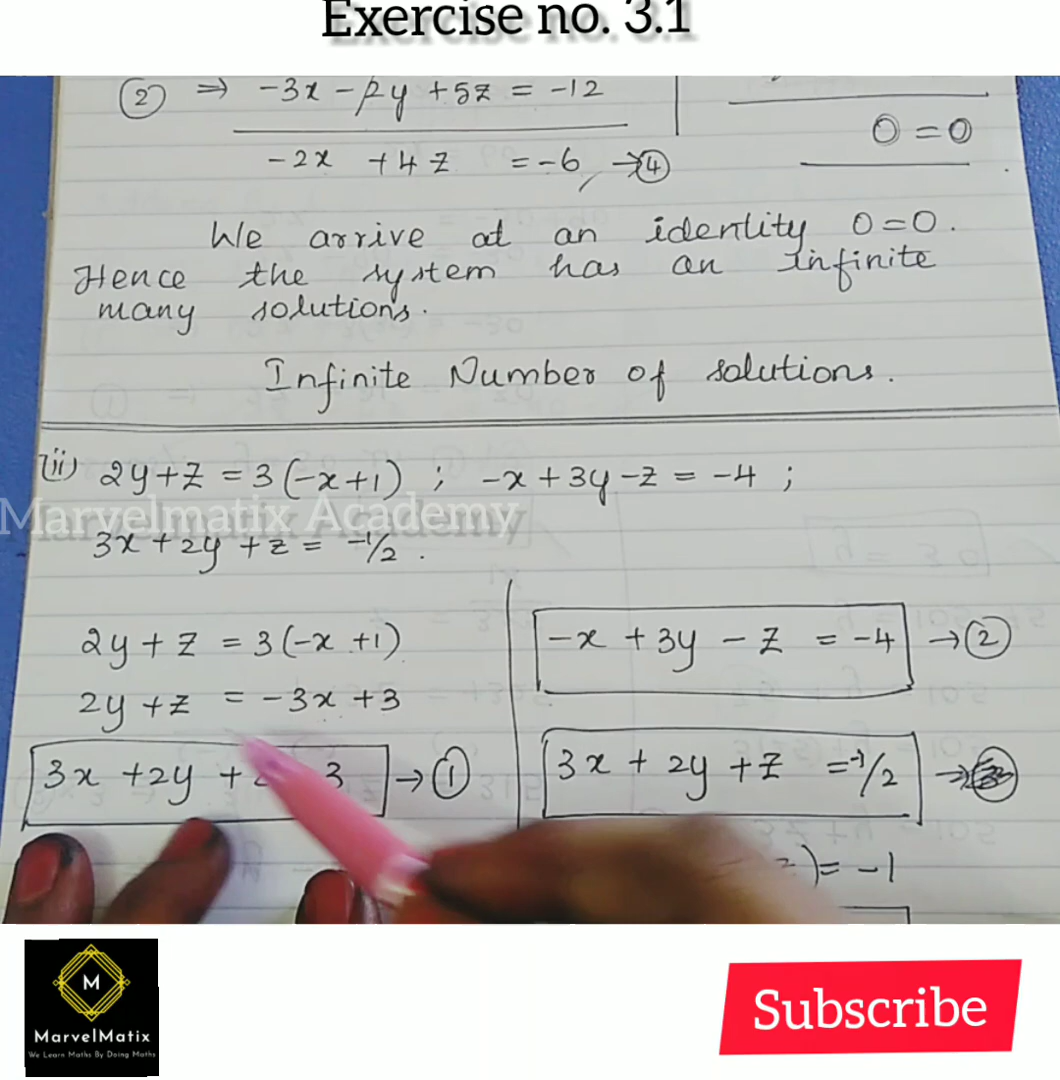 Exercise no. 3.1
② ⇒ -3x - 2y + 5z = -12
-2x + 4z = -6 → ④
0 = 0
We arrive at an identity 0 = 0.
Hence the system has an infinite
many solutions.
Infinite Number of solutions.
(ii) 2y + z = 3(-x+1) ; -x + 3y - z = -4 ;
Marvelmatix Academy
3x + 2y + z = -1/2 .
2y + z = 3(-x + 1)
2y + z = -3x + 3
3x + 2y + 3 → ①
-x + 3y - z = -4 → ②
3x + 2y + z = -1/2 →
z) = -1
M
MarvelMatix
We Learn Maths By Doing Maths
Subscribe